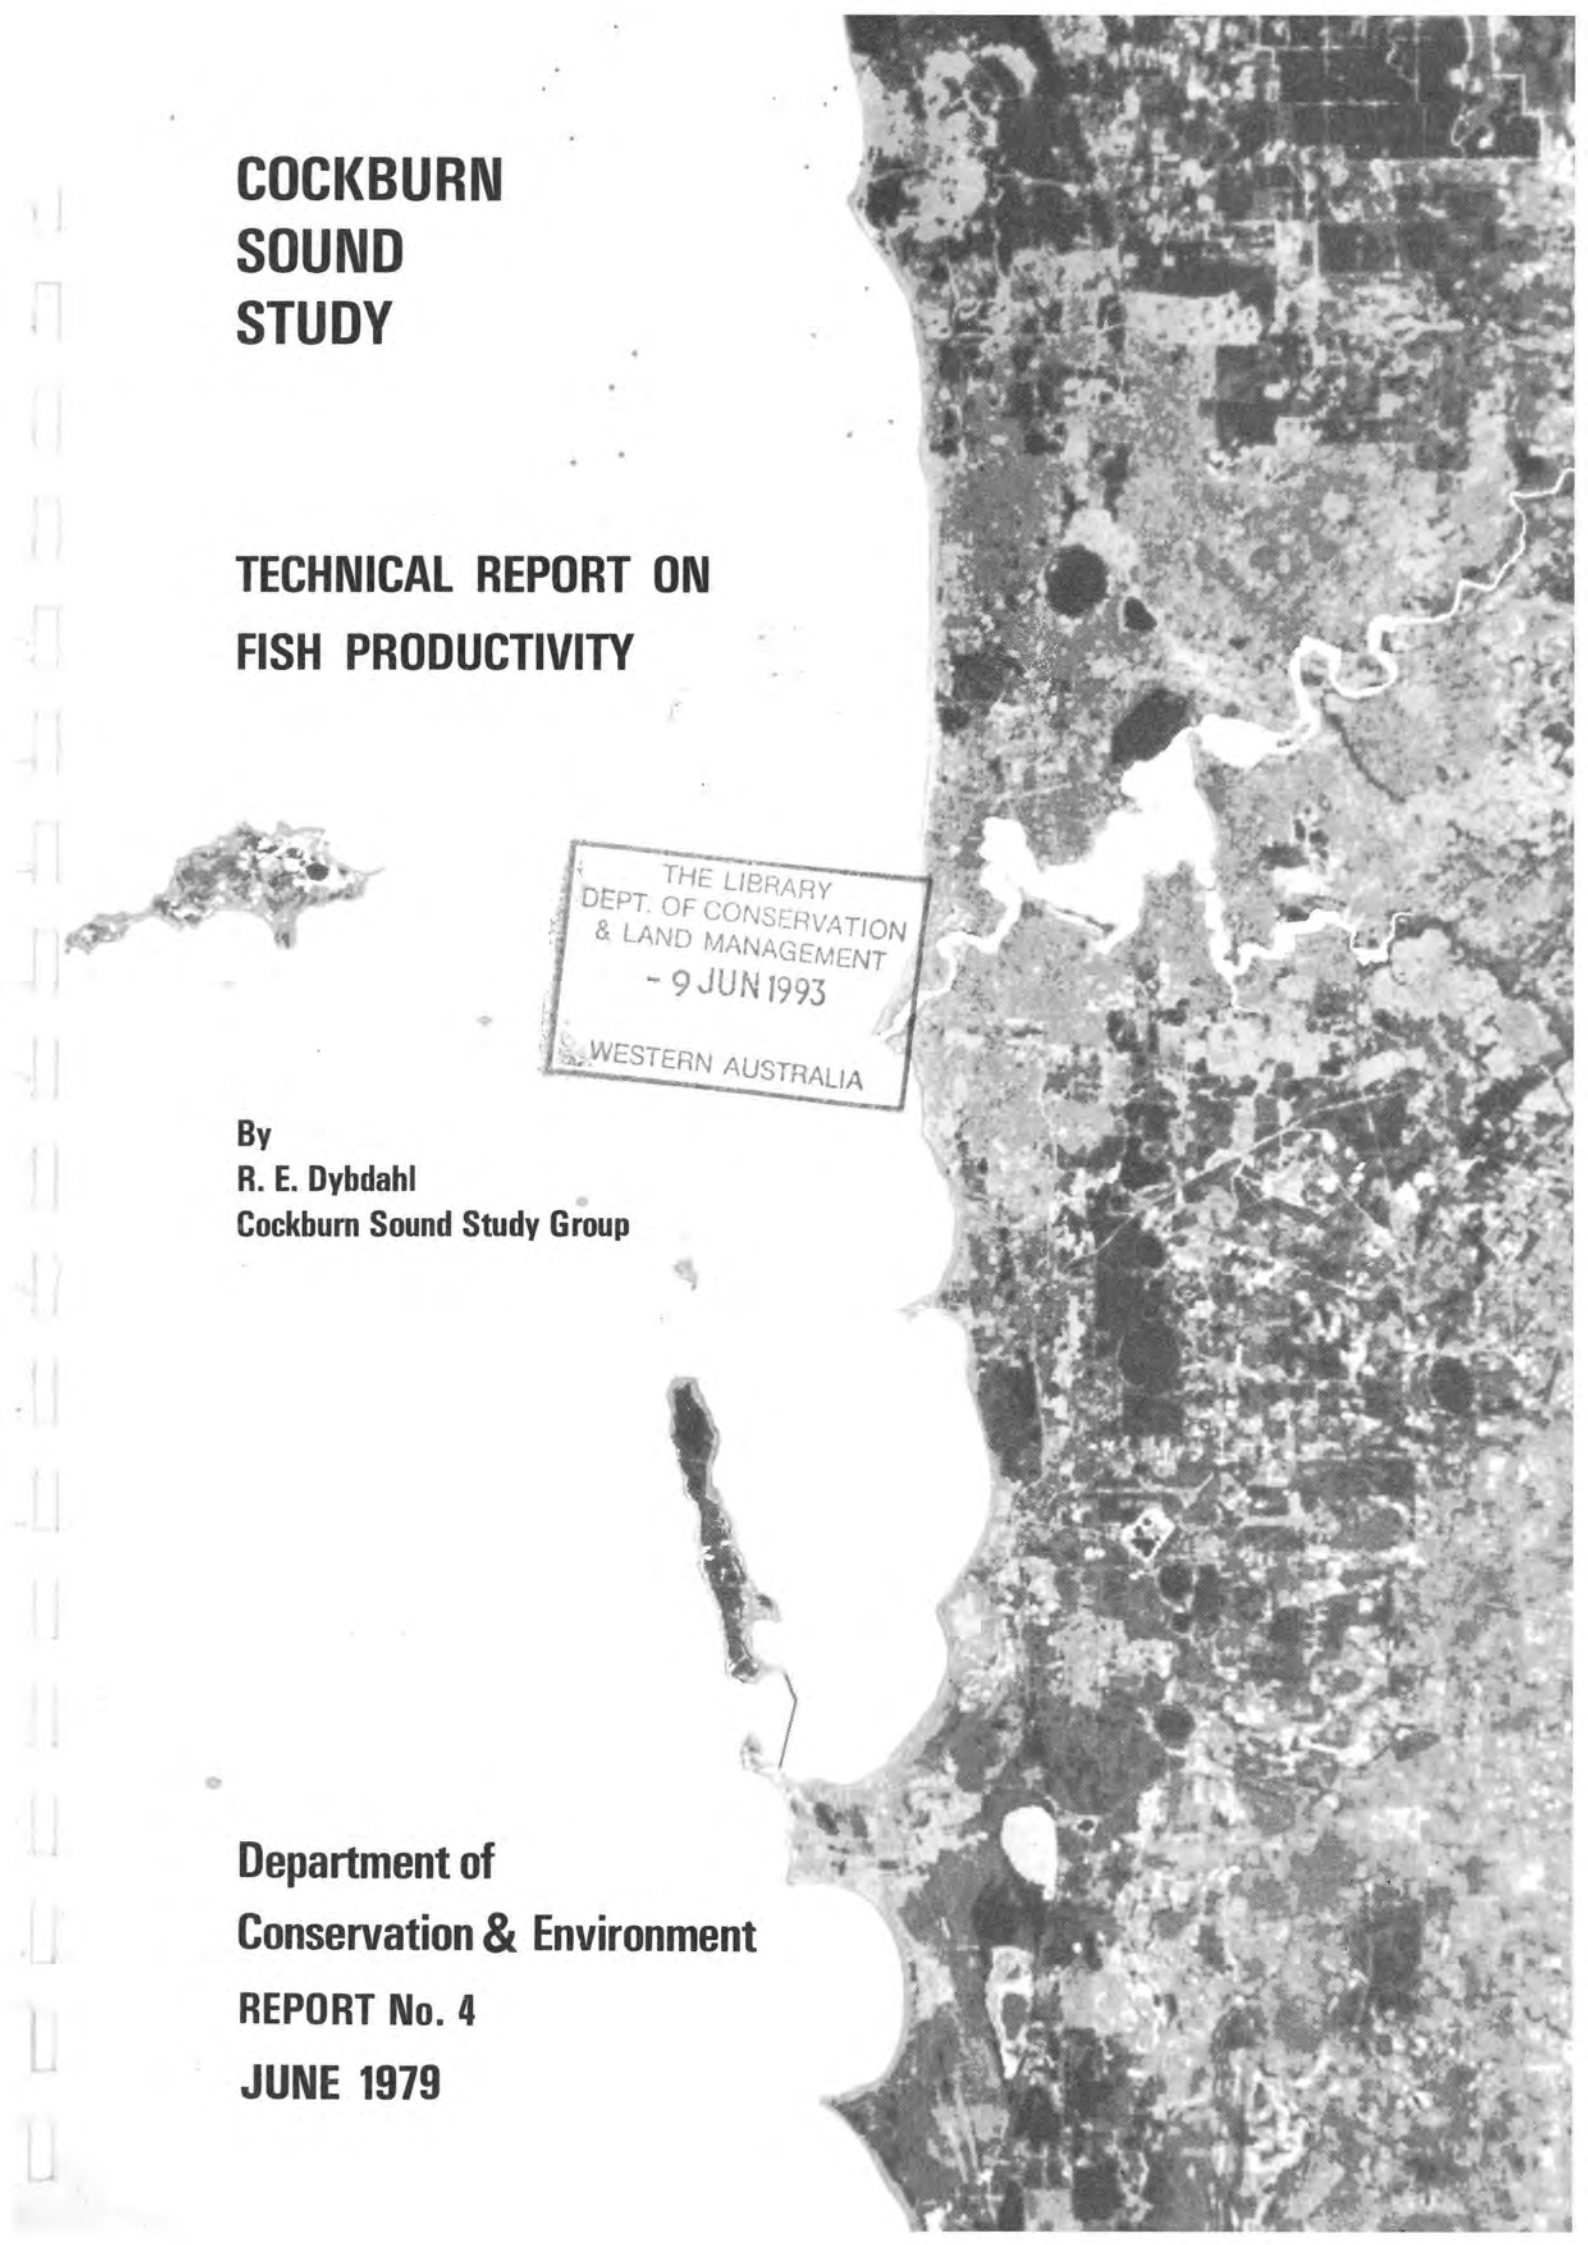 COCKBURN
SOUND
STUDY
TECHNICAL REPORT ON
FISH PRODUCTIVITY
THE LIBRARY
DEPT. OF CONSERVATION
& LAND MANAGEMENT
- 9 JUN 1993
WESTERN AUSTRALIA
By
R. E. Dybdahl
Cockburn Sound Study Group
Department of
Conservation & Environment
REPORT No. 4
JUNE 1979